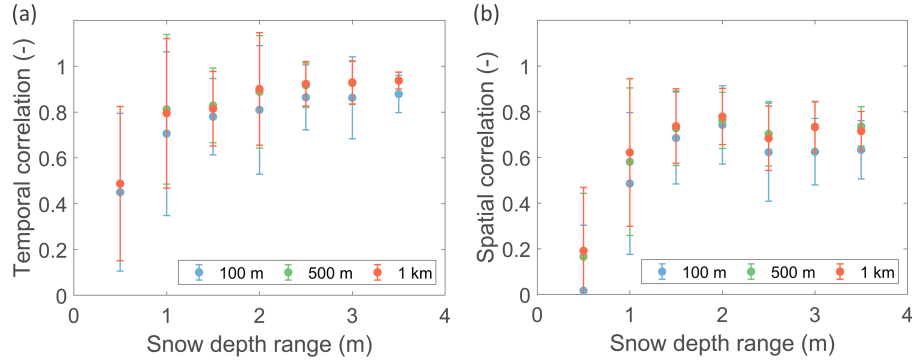 (a)
Temporal correlation (-)
1
0.8
0.6
0.4
0.2
0
0 1 2 3 4
100 m 500 m 1 km
Snow depth range (m)
(b)
Spatial correlation (-)
1
0.8
0.6
0.4
0.2
0
0 1 2 3 4
100 m 500 m 1 km
Snow depth range (m)